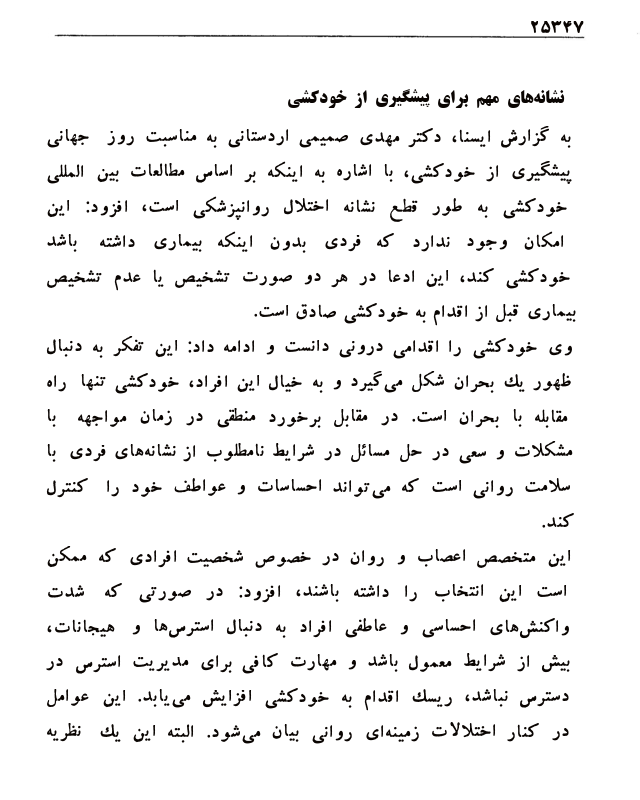 ۲۵۳۴۷
نشانه‌های مهم برای پیشگیری از خودکشی
به گزارش ایسنا، دکتر مهدی صمیمی اردستانی به مناسبت روز جهانی
پیشگیری از خودکشی، با اشاره به اینکه بر اساس مطالعات بین المللی
خودکشی به طور قطع نشانه اختلال روانپزشکی است، افزود: این
امکان وجود ندارد که فردی بدون اینکه بیماری داشته باشد
خودکشی کند، این ادعا در هر دو صورت تشخیص یا عدم تشخیص
بیماری قبل از اقدام به خودکشی صادق است.
وی خودکشی را اقدامی درونی دانست و ادامه داد: این تفکر به دنبال
ظهور یك بحران شکل می‌گیرد و به خیال این افراد، خودکشی تنها راه
مقابله با بحران است. در مقابل برخورد منطقی در زمان مواجهه با
مشکلات و سعی در حل مسائل در شرایط نامطلوب از نشانه‌های فردی با
سلامت روانی است که می‌تواند احساسات و عواطف خود را کنترل
کند.
این متخصص اعصاب و روان در خصوص شخصیت افرادی که ممکن
است این انتخاب را داشته باشند، افزود: در صورتی که شدت
واکنش‌های احساسی و عاطفی افراد به دنبال استرس‌ها و هیجانات،
بیش از شرایط معمول باشد و مهارت کافی برای مدیریت استرس در
دسترس نباشد، ریسك اقدام به خودکشی افزایش می‌یابد. این عوامل
در کنار اختلالات زمینه‌ای روانی بیان می‌شود. البته این یك نظریه